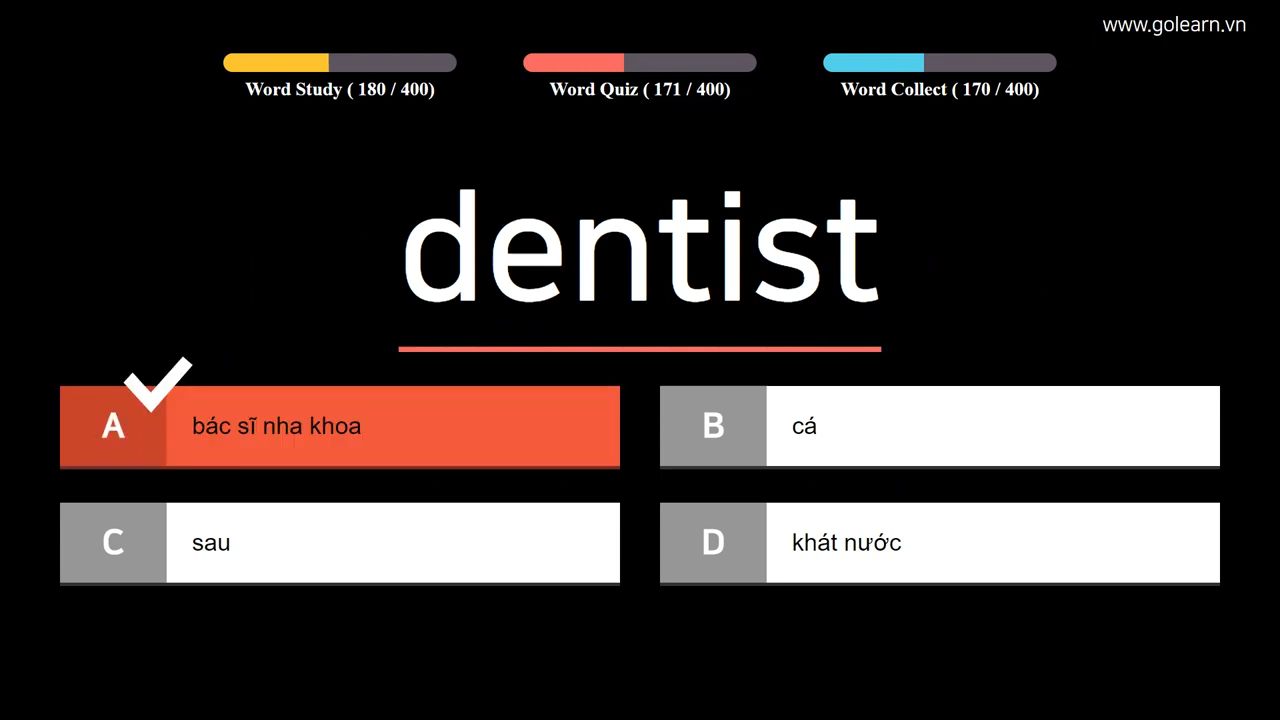 www.golearn.vn
Word Study ( 180 / 400)
Word Quiz ( 171 / 400)
Word Collect ( 170 / 400)
dentist
A bác sĩ nha khoa
B cá
C sau
D khát nước